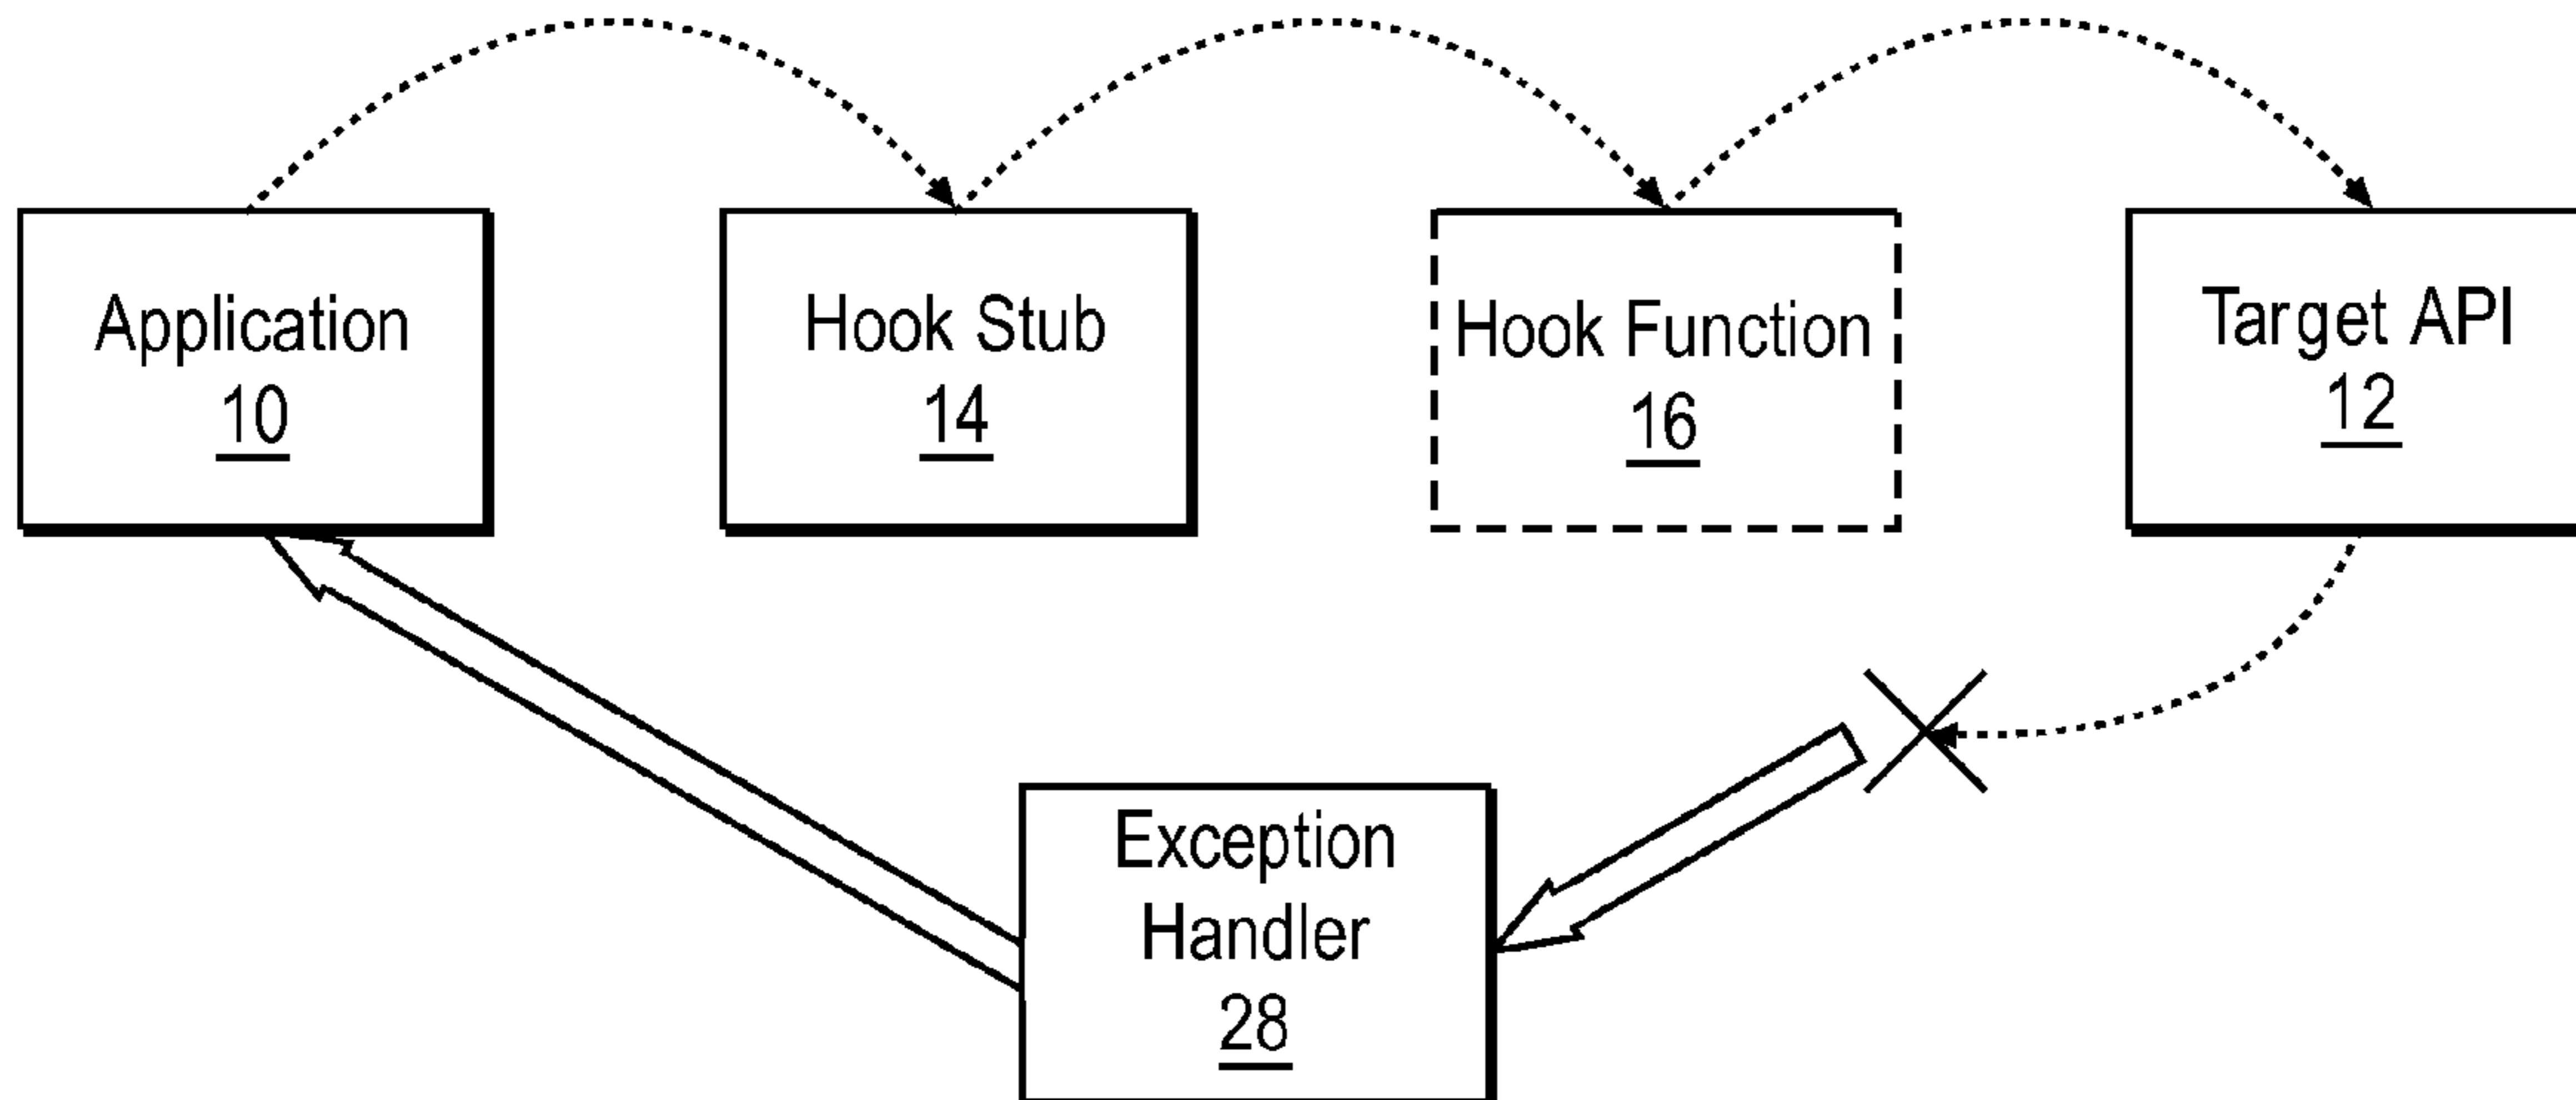 Application
10
Hook Stub
14
Hook Function
16
Target API
12
Exception
Handler
28